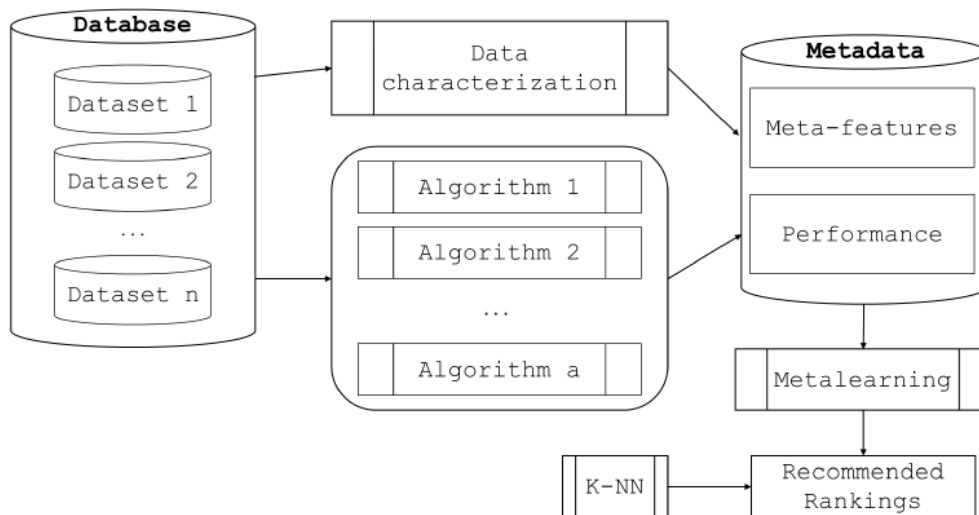 Database
Dataset 1
Dataset 2
...
Dataset n
Data
characterization
Algorithm 1
Algorithm 2
...
Algorithm a
Metadata
Meta-features
Performance
Metalearning
K-NN
Recommended
Rankings